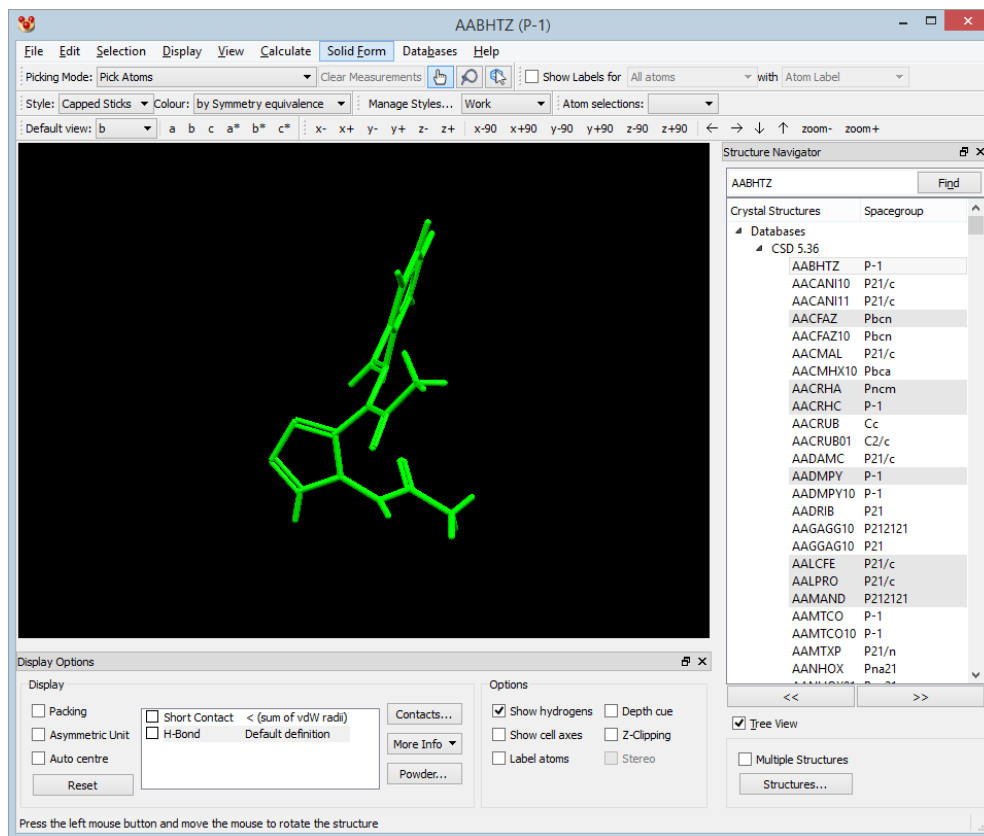 AABHTZ (P-1)
File Edit Selection Display View Calculate Solid Form Databases Help
Picking Mode: Pick Atoms Clear Measurements Show Labels for All atoms with Atom Label
Style: Capped Sticks Colour: by Symmetry equivalence Manage Styles... Work Atom selections:
Default view: b a b c a* b* c* x- x+ y- y+ z- z+ x-90 x+90 y-90 y+90 z-90 z+90 ← → ↓ ↑ zoom- zoom+
Structure Navigator
AABHTZ Find
Crystal Structures Spacegroup
Databases
CSD 5.36
AABHTZ P-1
AACANI10 P21/c
AACANI11 P21/c
AACFAZ Pbcn
AACFAZ10 Pbcn
AACMAL P21/c
AACMHX10 Pbca
AACRHA Pncm
AACRHC P-1
AACRUB Cc
AACRUB01 C2/c
AADAMC P21/c
AADMPY P-1
AADMPY10 P-1
AADRIB P21
AAGAGG10 P212121
AAGGAG10 P21
AALCFE P21/c
AALPRO P21/c
AAMAND P212121
AAMTCO P-1
AAMTCO10 P-1
AAMTXP P21/n
AANHOX Pna21
<< >>
Tree View
Multiple Structures
Structures...
Display Options
Display
Packing
Asymmetric Unit
Auto centre
Reset
Short Contact < (sum of vdW radii)
H-Bond Default definition
Contacts...
More Info
Powder...
Options
Show hydrogens Depth cue
Show cell axes Z-Clipping
Label atoms Stereo
Press the left mouse button and move the mouse to rotate the structure